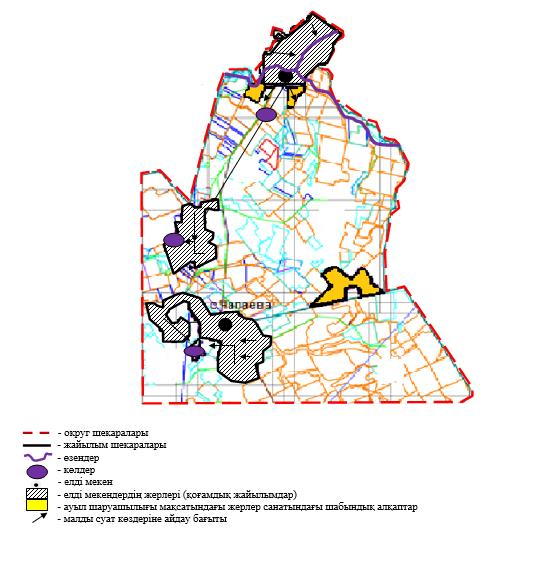 с.Чапаева
- округ шекаралары
- жайылым шекаралары
- өзендер
- көлдер
- елді мекен
- елді мекендердің жерлері (қоғамдық жайылымдар)
- ауыл шаруашылығы мақсатындағы жерлер санатындағы шабындық алқаптар
- малды суат көздеріне айдау бағыты